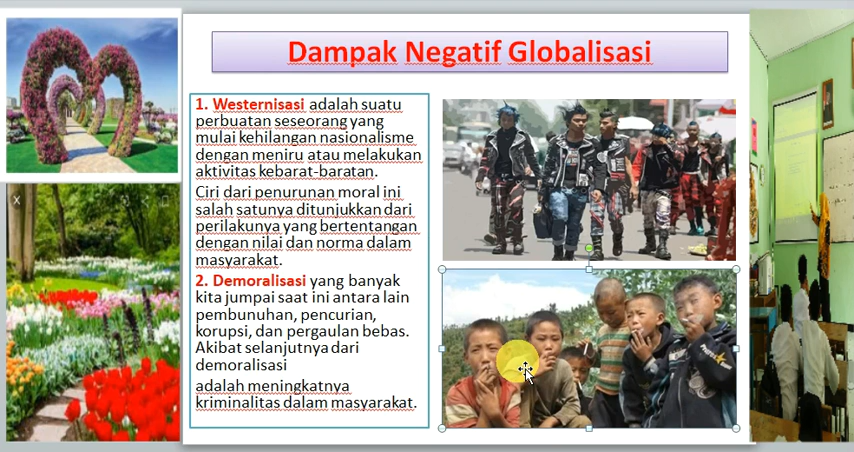 Dampak Negatif Globalisasi
1. Westernisasi adalah suatu
perbuatan seseorang yang
mulai kehilangan nasionalisme
dengan meniru atau melakukan
aktivitas kebarat-baratan.
Ciri dari penurunan moral ini
salah satunya ditunjukkan dari
perilakunya yang bertentangan
dengan nilai dan norma dalam
masyarakat.
2. Demoralisasi yang banyak
kita jumpai saat ini antara lain
pembunuhan, pencurian,
korupsi, dan pergaulan bebas.
Akibat selanjutnya dari
demoralisasi
adalah meningkatnya
kriminalitas dalam masyarakat.